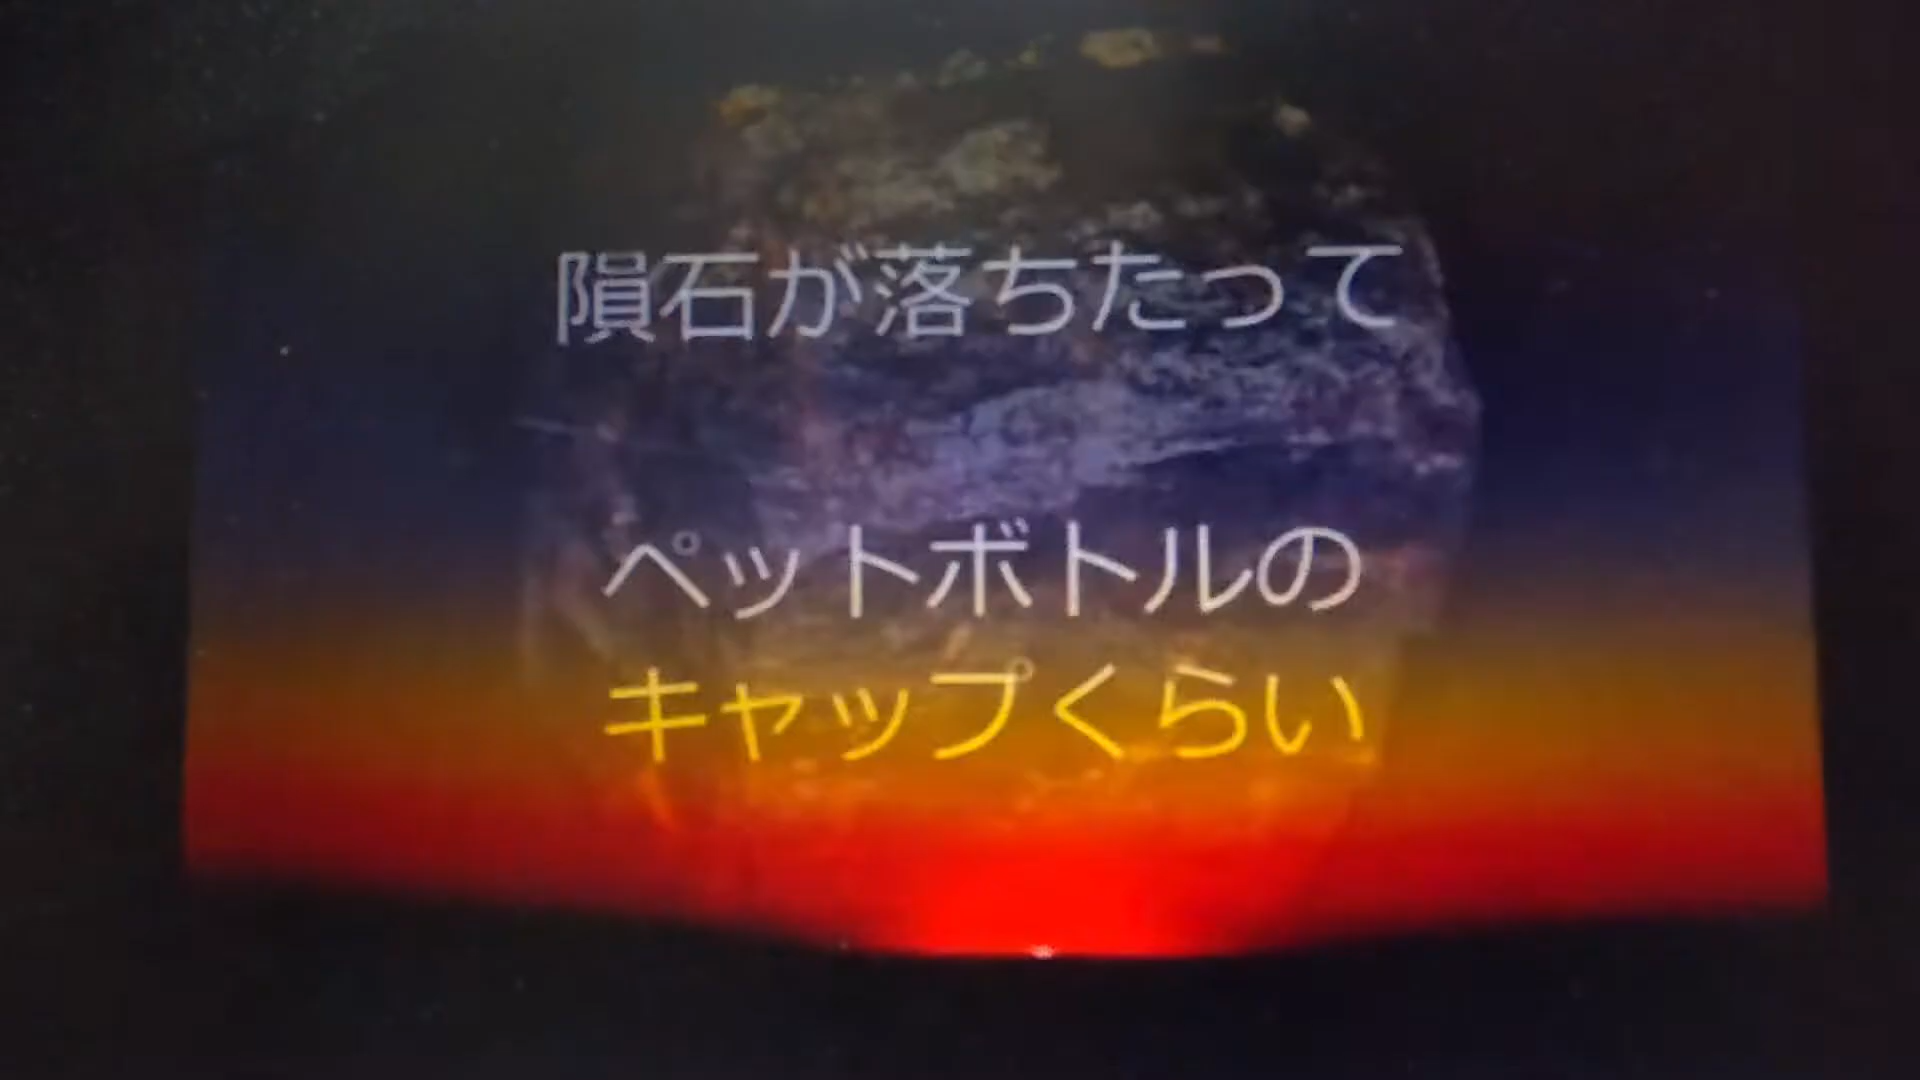 隕石が落ちたって
ペットボトルの
キャップくらい